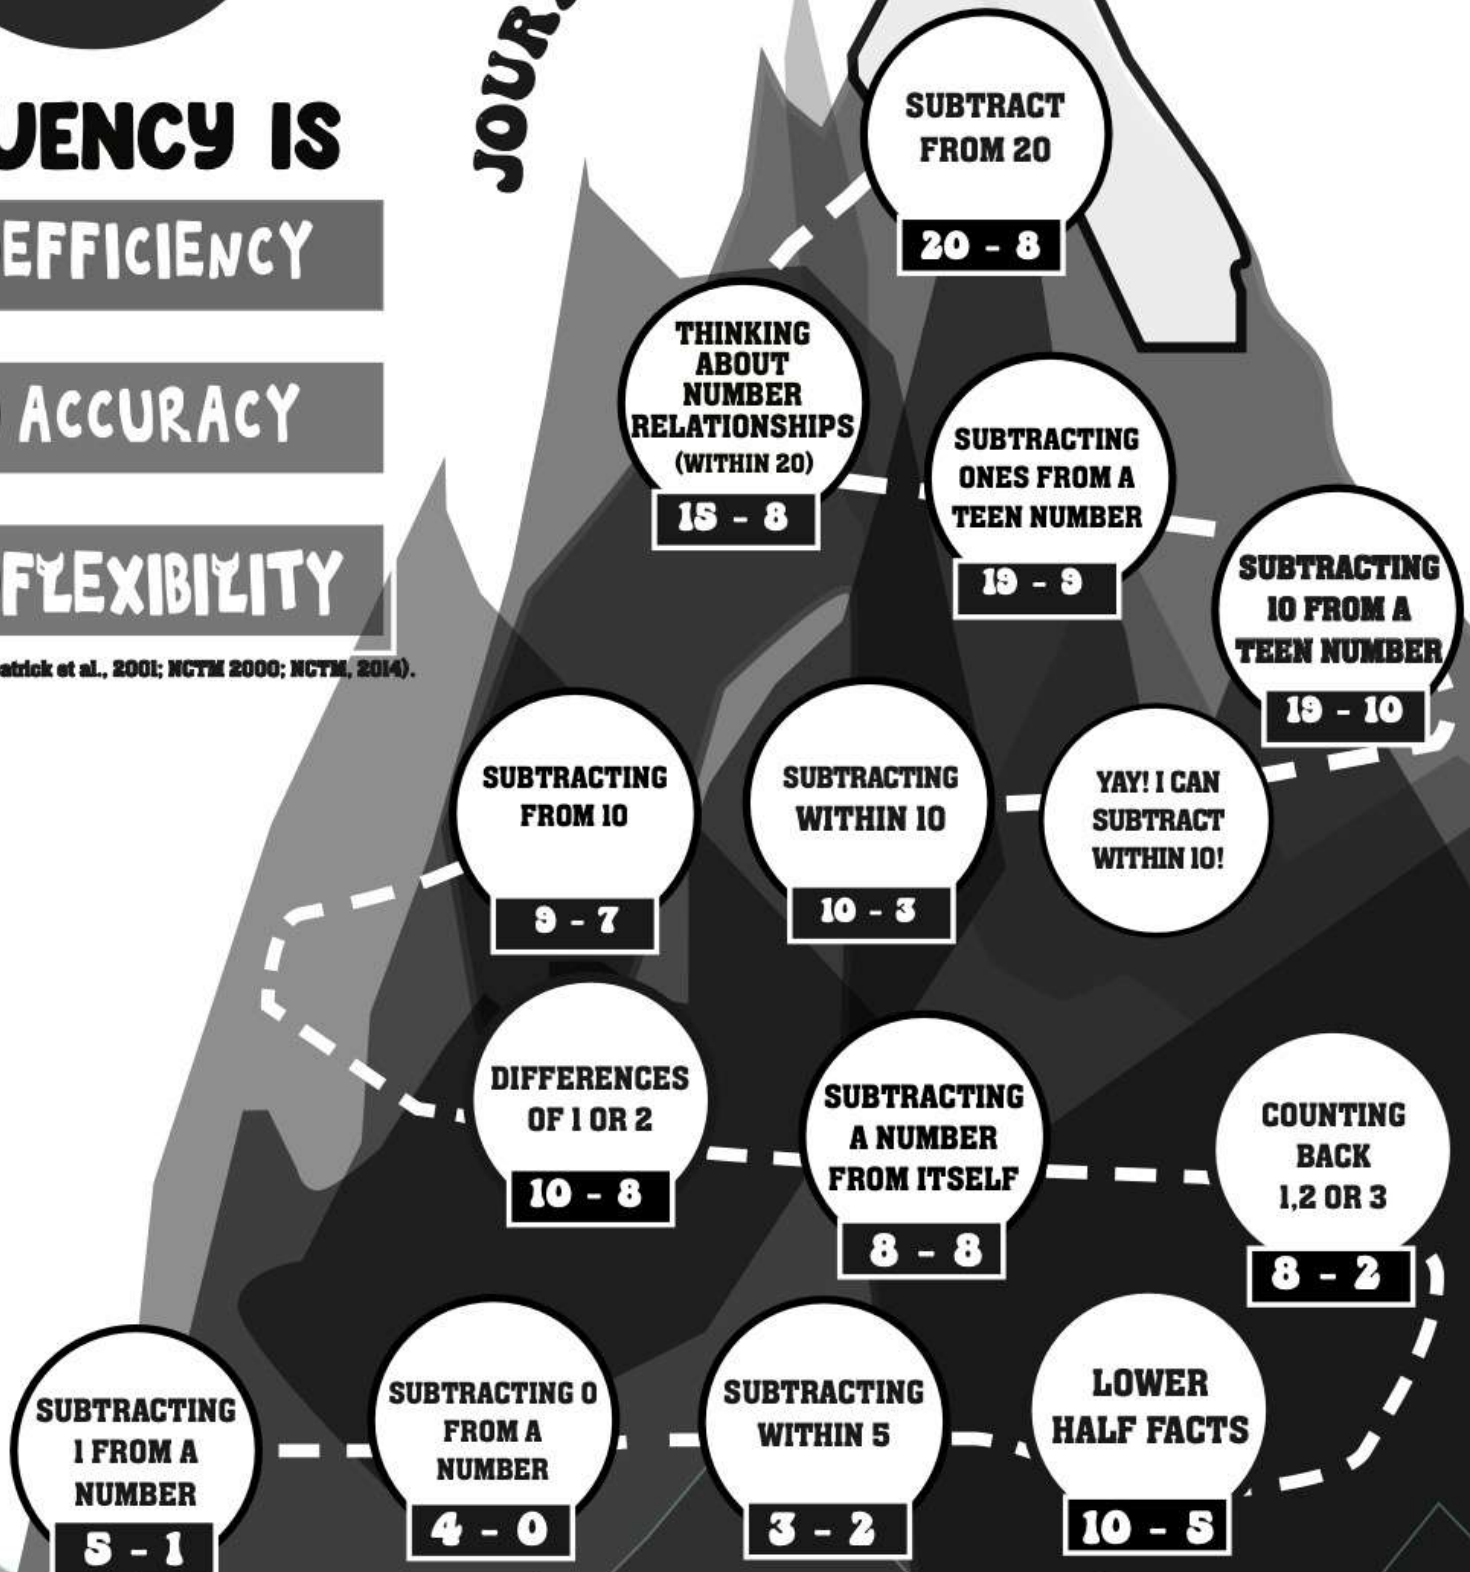 JOUR
UENCY IS
EFFICIENCY
ACCURACY
FLEXIBILITY
atrick et al., 2001; NCTM 2000; NCTM, 2014).
SUBTRACT
FROM 20
20 - 8
THINKING
ABOUT
NUMBER
RELATIONSHIPS
(WITHIN 20)
15 - 8
SUBTRACTING
ONES FROM A
TEEN NUMBER
19 - 9
SUBTRACTING
10 FROM A
TEEN NUMBER
19 - 10
SUBTRACTING
FROM 10
9 - 7
SUBTRACTING
WITHIN 10
10 - 3
YAY! I CAN
SUBTRACT
WITHIN 10!
DIFFERENCES
OF 1 OR 2
10 - 8
SUBTRACTING
A NUMBER
FROM ITSELF
8 - 8
COUNTING
BACK
1,2 OR 3
8 - 2
SUBTRACTING
1 FROM A
NUMBER
5 - 1
SUBTRACTING 0
FROM A
NUMBER
4 - 0
SUBTRACTING
WITHIN 5
3 - 2
LOWER
HALF FACTS
10 - 5